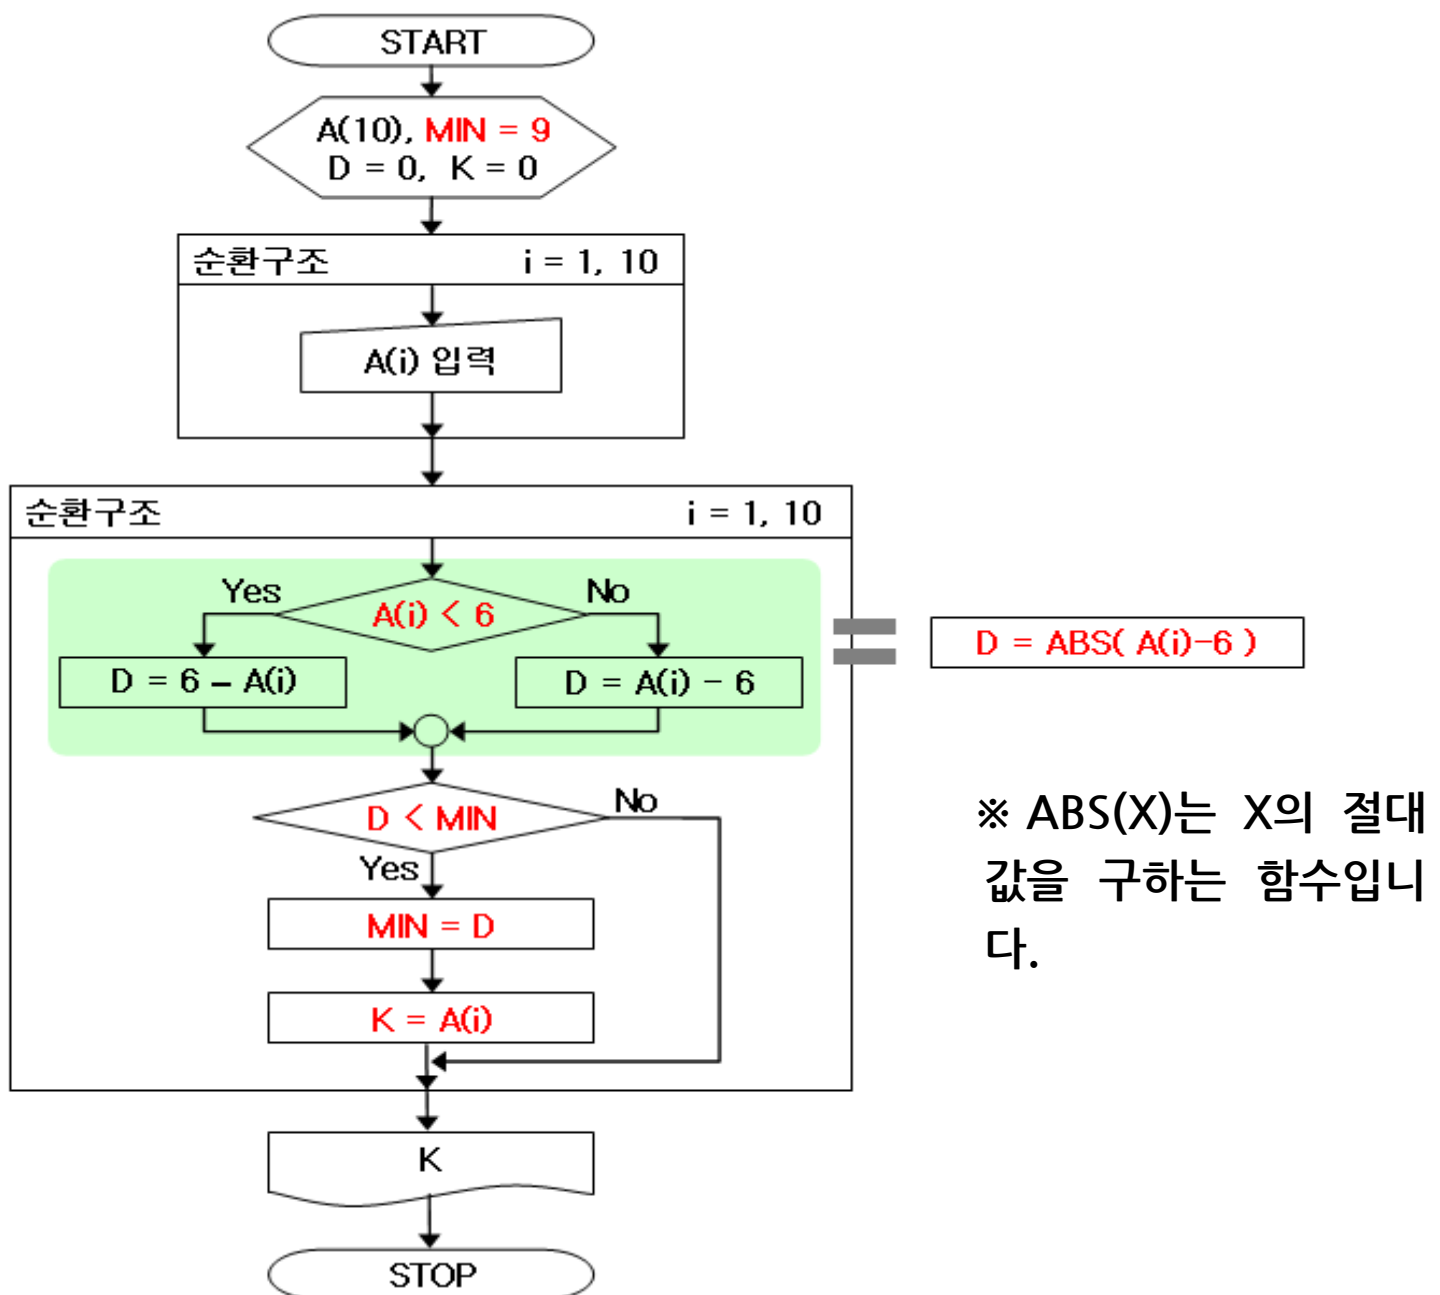 START
A(10), MIN = 9
D = 0, K = 0
순환구조 i = 1, 10
A(i) 입력
순환구조 i = 1, 10
Yes No
A(i) < 6
D = 6 – A(i) D = A(i) - 6
D = ABS( A(i)-6 )
D < MIN No
Yes
MIN = D
K = A(i)
※ ABS(X)는 X의 절대
값을 구하는 함수입니
다.
K
STOP